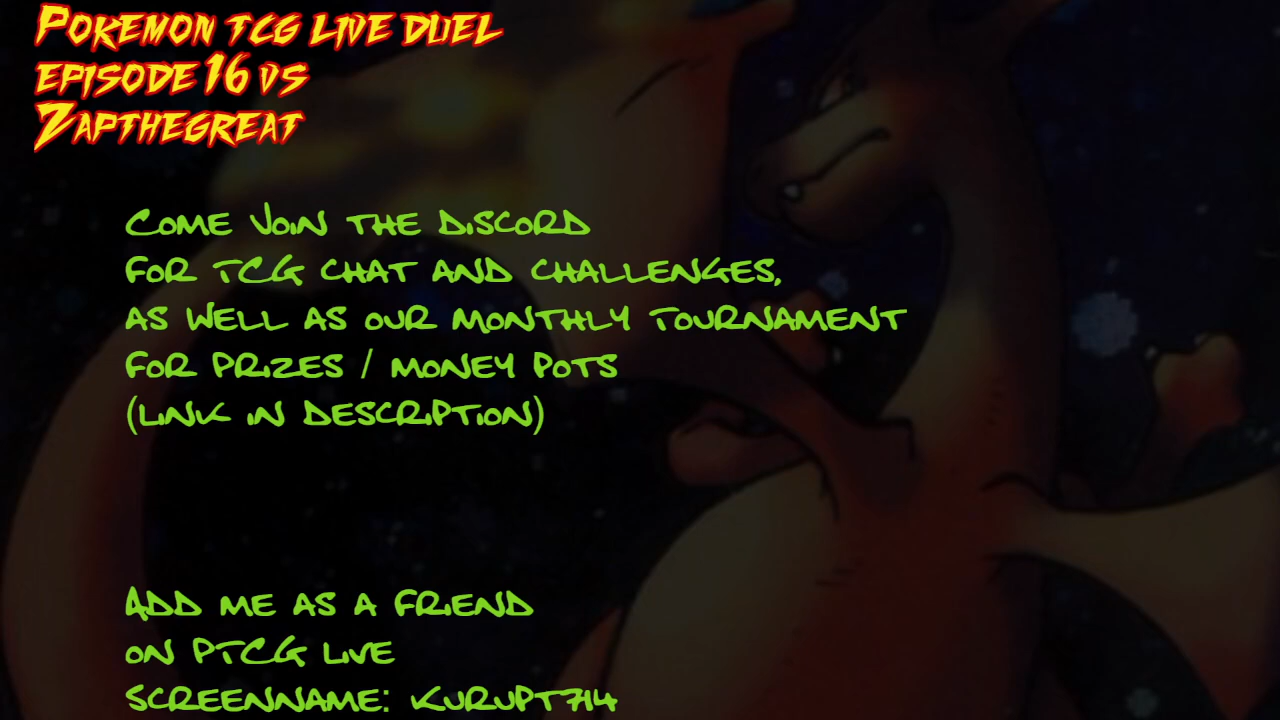 Pokemon TCG Live Duel
Episode 16 vs
Zapthegreat
Come join the discord
for TCG chat and challenges,
as well as our monthly tournament
for prizes / money pots
(link in description)
Add me as a friend
on PTCG Live
screenname: Kurupt714